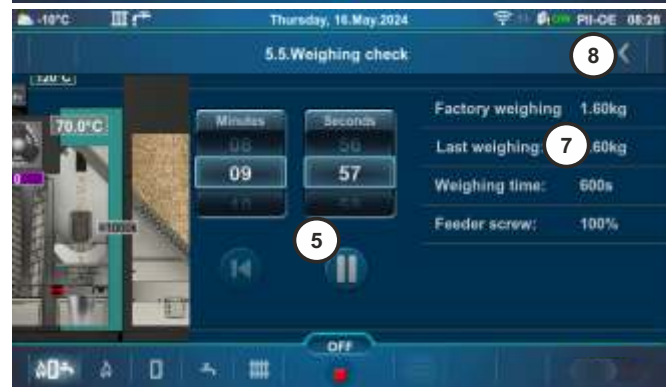 -10°C Thursday, 16.May 2024 PII-OE 08:26
5.5.Weighing check 8
120°C
70.0°C
Minutes Seconds
08 56
09 57
10
Factory weighing 1.60kg
Last weighing: 7 .60kg
Weighing time: 600s
Feeder screw: 100%
5
OFF